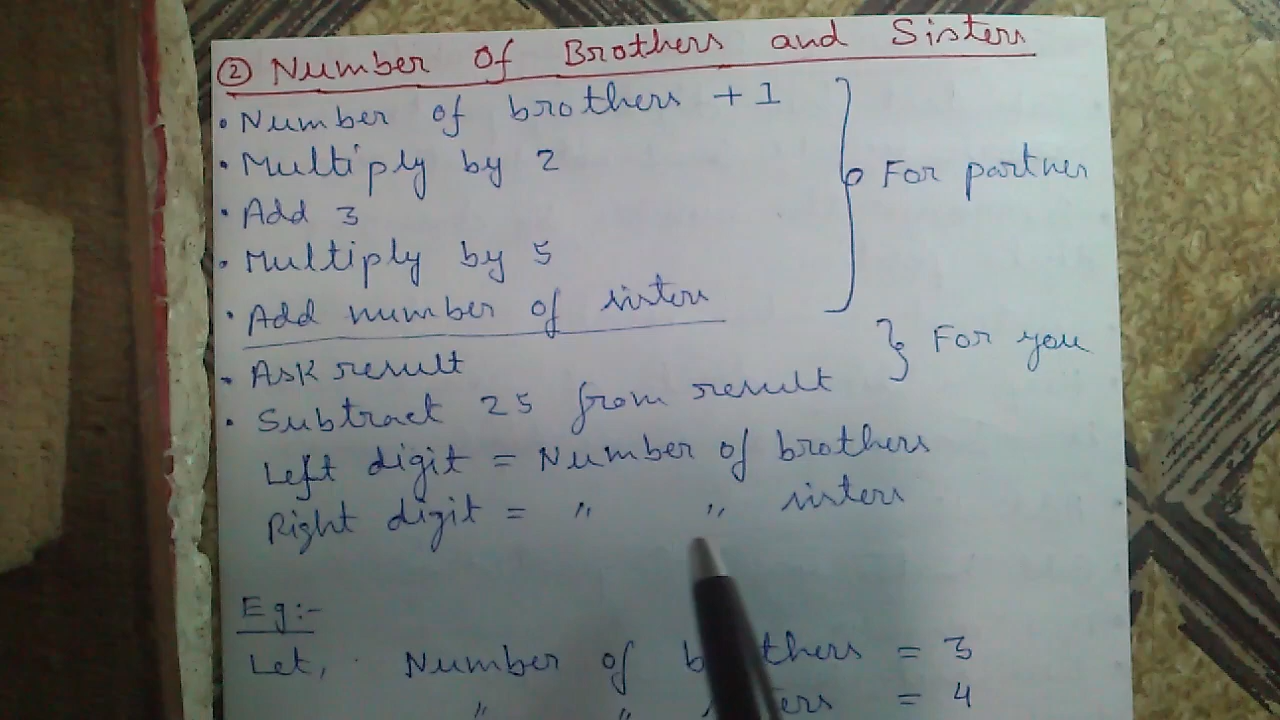 ② Number Of Brothers and Sisters
• Number of brothers +1
• Multiply by 2
• Add 3
• Multiply by 5
• Add number of sisters
For partner
• Ask result
• Subtract 25 from result
For you
Left digit = Number of brothers
Right digit = " " sisters
Eg:-
Let, Number of b thers = 3
" " ers = 4